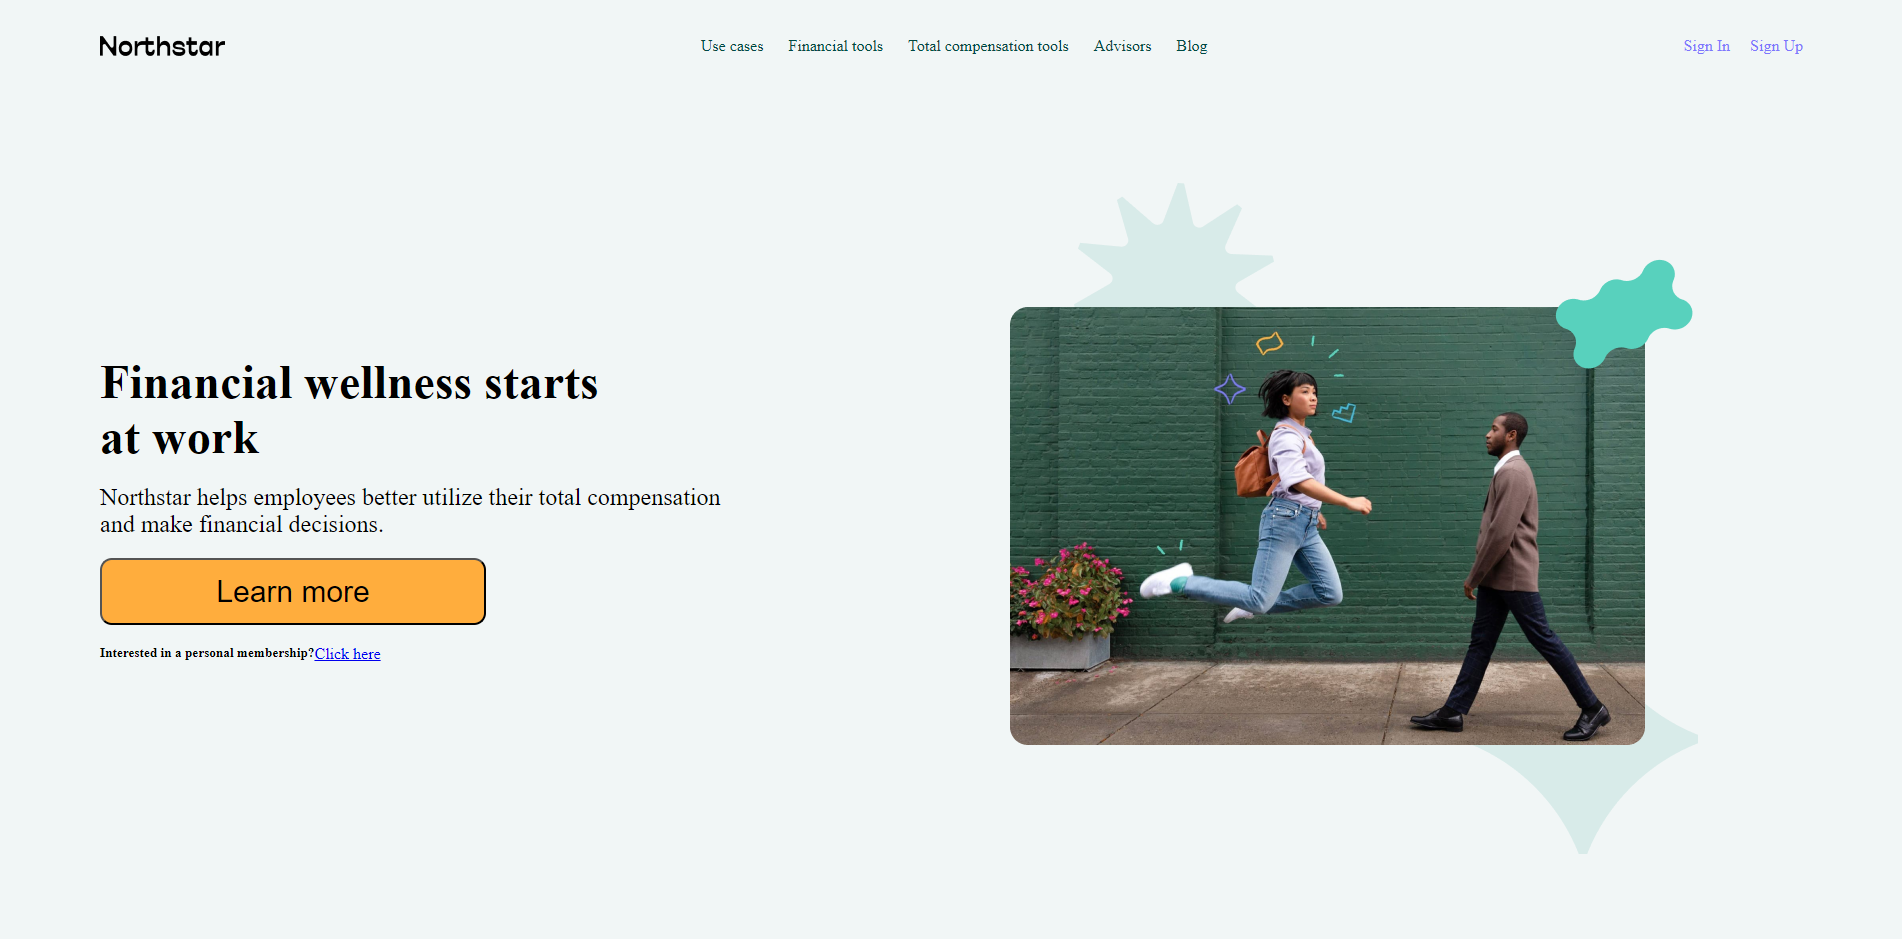 Northstar
Use cases
Financial tools
Total compensation tools
Advisors
Blog
Sign In
Sign Up
Financial wellness starts
at work
Northstar helps employees better utilize their total compensation
and make financial decisions.
Learn more
Interested in a personal membership?Click here